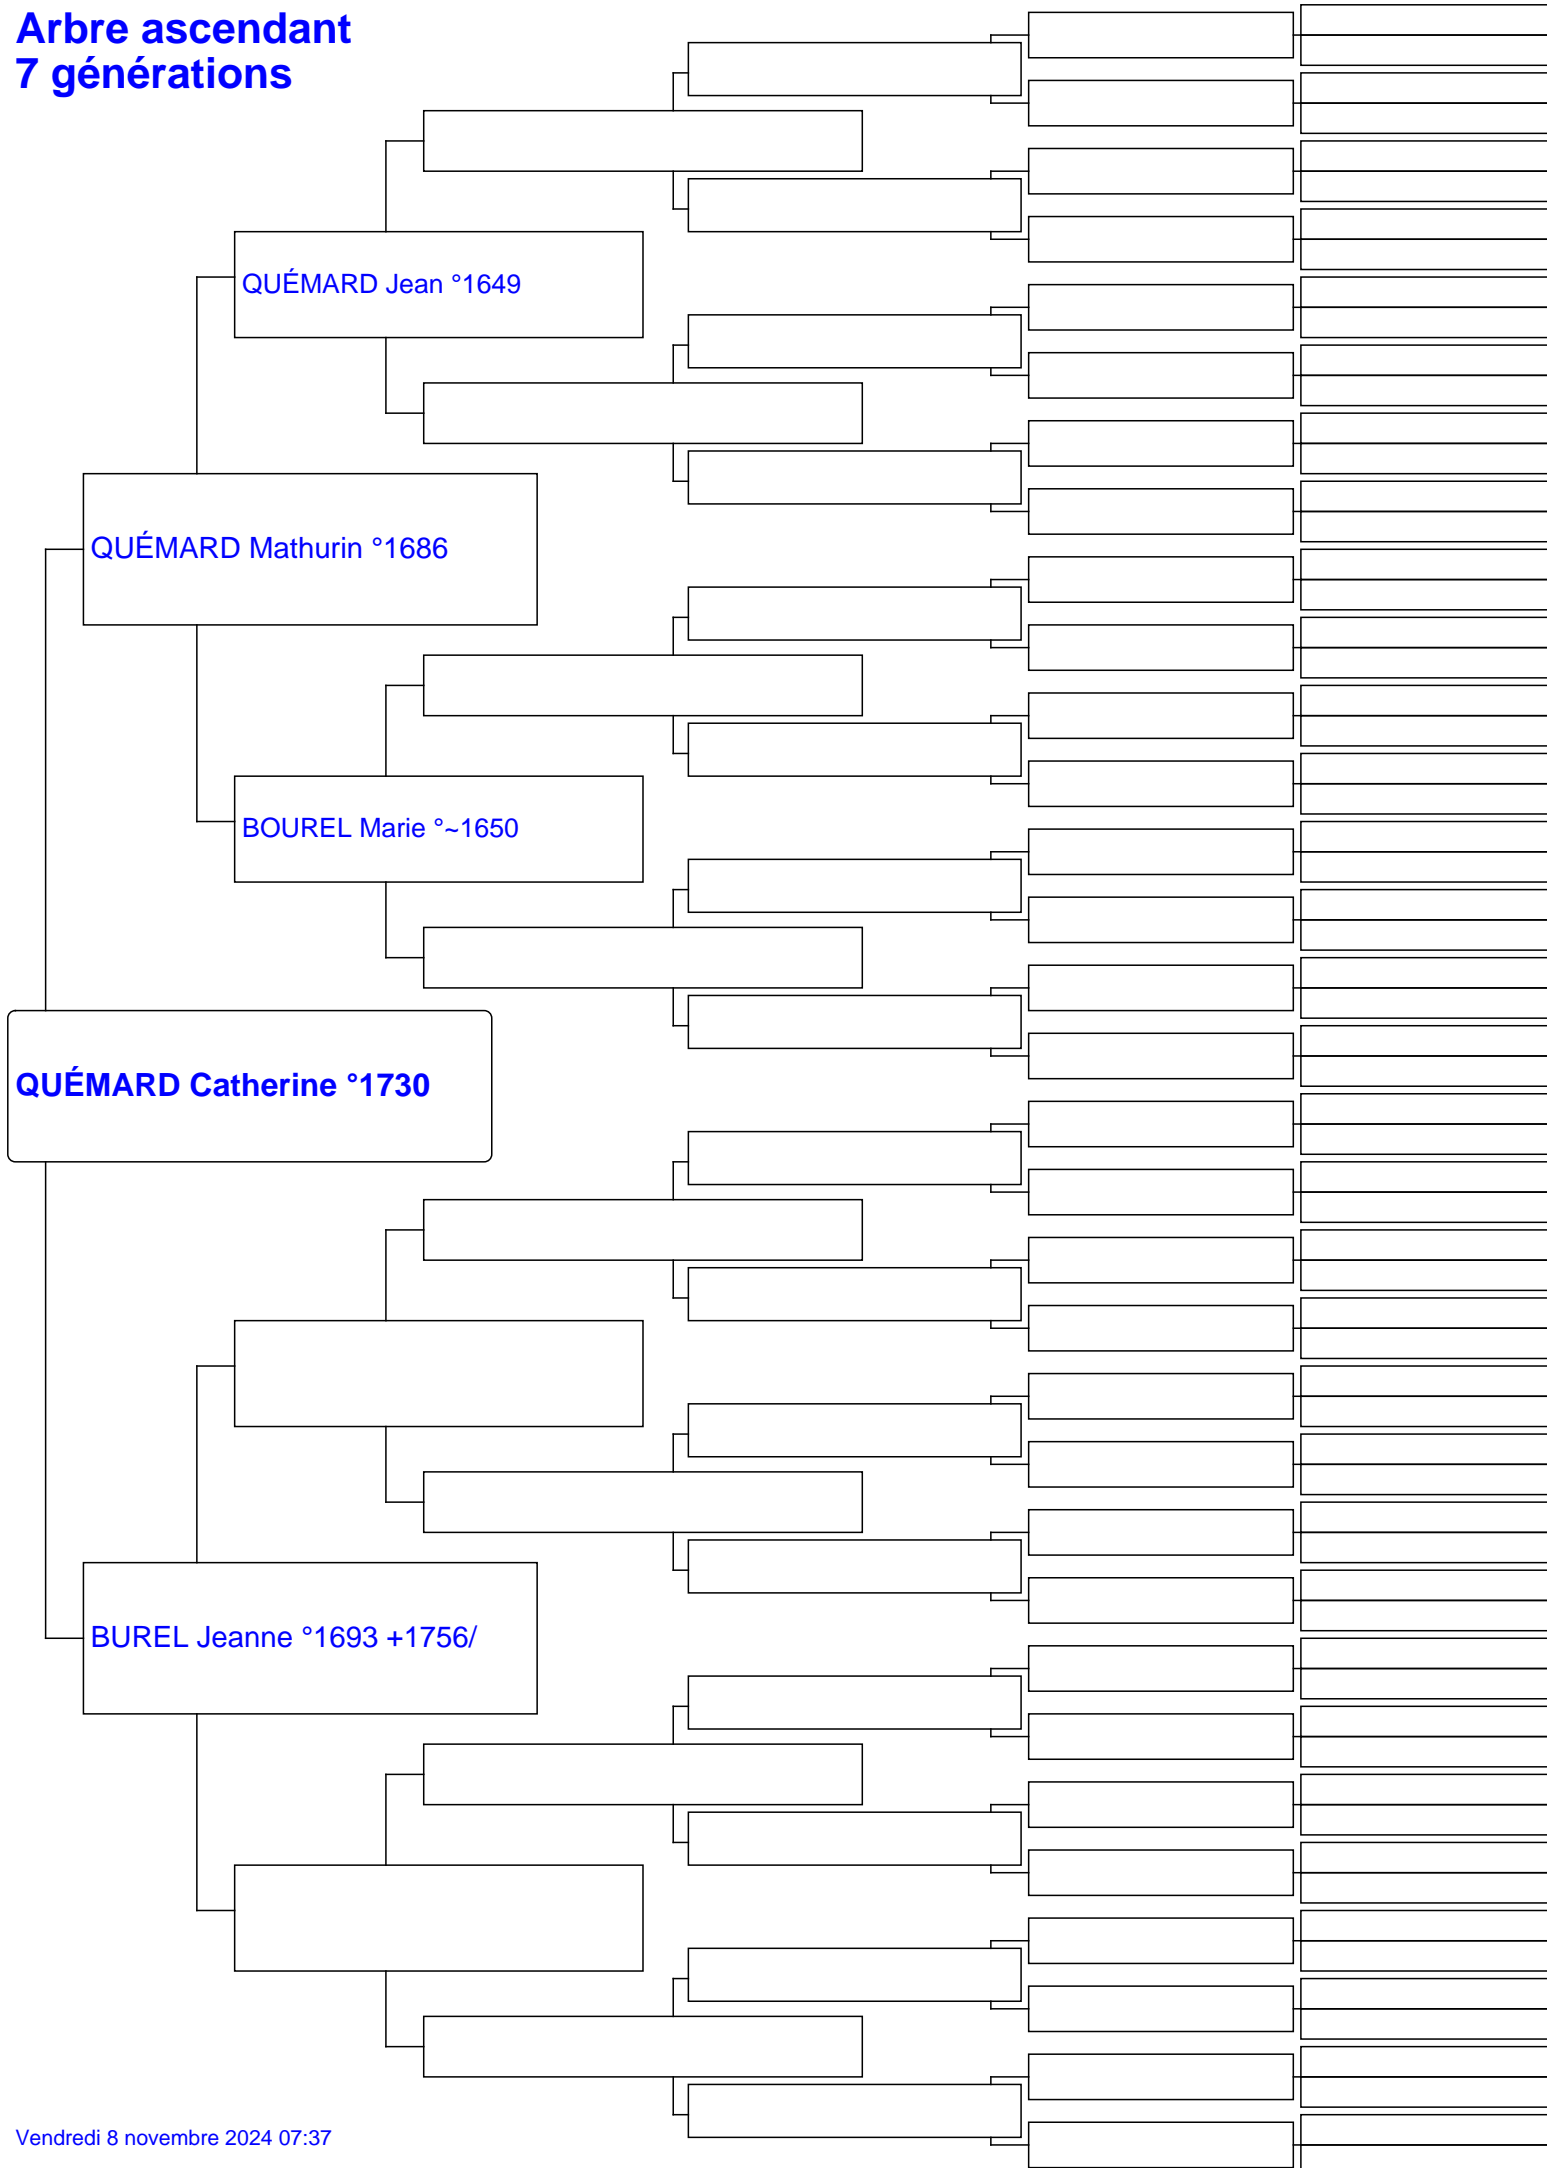 Arbre ascendant
7 générations
QUÉMARD Jean °1649
QUÉMARD Mathurin °1686
BOUREL Marie °~1650
QUÉMARD Catherine °1730
BUREL Jeanne °1693 +1756/
Vendredi 8 novembre 2024 07:37